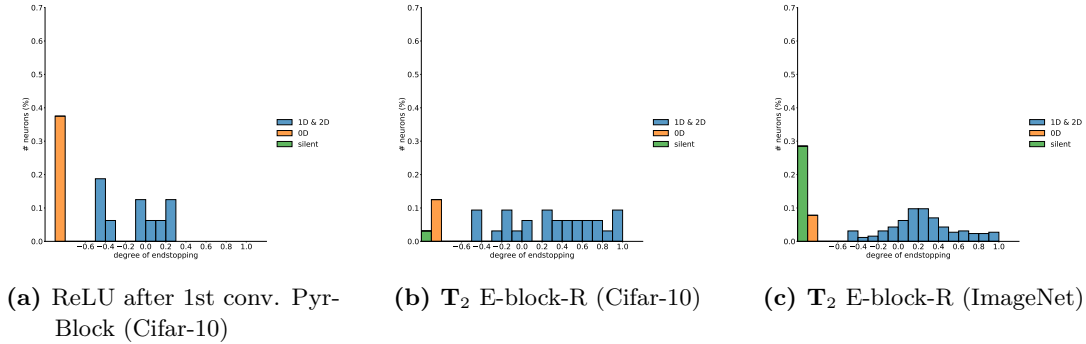 0.7
0.6
0.5
0.4
0.3
0.2
0.1
0.0
# neurons (%)
−0.6 −0.4 −0.2 0.0 0.2 0.4 0.6 0.8 1.0
degree of endstopping
1D & 2D
0D
silent
0.7
0.6
0.5
0.4
0.3
0.2
0.1
0.0
# neurons (%)
−0.6 −0.4 −0.2 0.0 0.2 0.4 0.6 0.8 1.0
degree of endstopping
1D & 2D
0D
silent
0.7
0.6
0.5
0.4
0.3
0.2
0.1
0.0
# neurons (%)
−0.6 −0.4 −0.2 0.0 0.2 0.4 0.6 0.8 1.0
degree of endstopping
1D & 2D
0D
silent
(a) ReLU after 1st conv. Pyr-
Block (Cifar-10)
(b) T₂ E-block-R (Cifar-10)
(c) T₂ E-block-R (ImageNet)